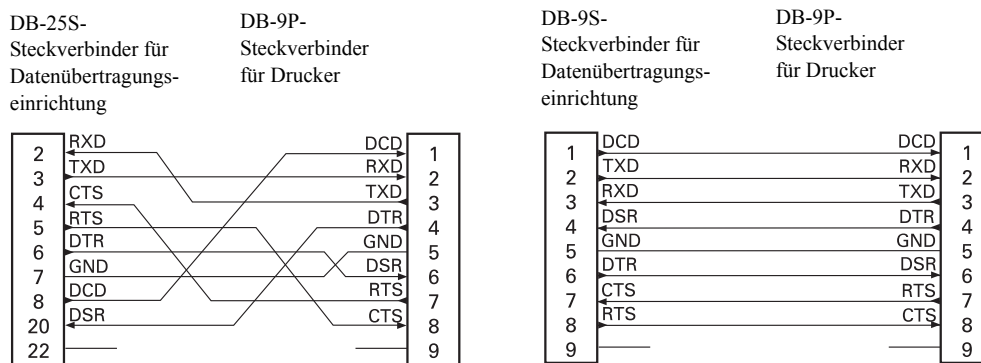 DB-25S-
Steckverbinder für
Datenübertragungs-
einrichtung
DB-9P-
Steckverbinder
für Drucker
2 RXD DCD 1
3 TXD RXD 2
4 CTS TXD 3
5 RTS DTR 4
6 DTR GND 5
7 GND DSR 6
8 DCD RTS 7
20 DSR CTS 8
22 9
DB-9S-
Steckverbinder für
Datenübertragungs-
einrichtung
DB-9P-
Steckverbinder
für Drucker
1 DCD DCD 1
2 TXD RXD 2
3 RXD TXD 3
4 DSR DTR 4
5 GND GND 5
6 DTR DSR 6
7 CTS RTS 7
8 RTS CTS 8
9 9